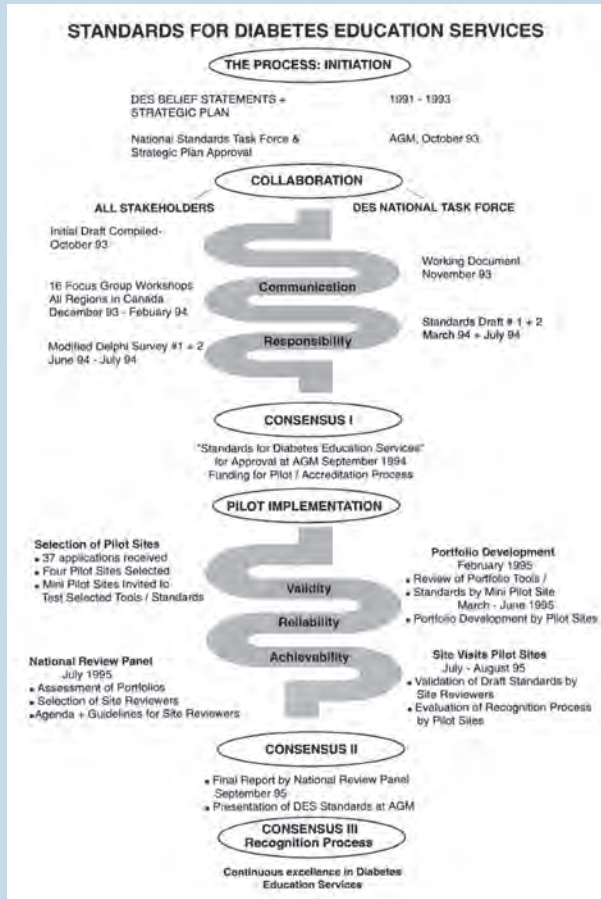 STANDARDS FOR DIABETES EDUCATION SERVICES
THE PROCESS: INITIATION
DES BELIEF STATEMENTS +
STRATEGIC PLAN
1991 - 1993
National Standards Task Force &
Strategic Plan Approval
AGM, October 93
COLLABORATION
ALL STAKEHOLDERS
DES NATIONAL TASK FORCE
Initial Draft Compiled-
October 93
Working Document
November 93
Communication
16 Focus Group Workshops
All Regions in Canada
December 93 - Febuary 94
Standards Draft # 1 + 2
March 94 + July 94
Responsibility
Modified Delphi Survey #1 + 2
June 94 - July 94
CONSENSUS I
"Standards for Diabetes Education Services"
for Approval at AGM September 1994
Funding for Pilot / Accreditation Process
PILOT IMPLEMENTATION
Selection of Pilot Sites
• 37 applications received
• Four Pilot Sites Selected
• Mini Pilot Sites Invited to
Test Selected Tools / Standards
Validity
Reliability
Achievability
Portfolio Development
February 1995
• Review of Portfolio Tools /
• Standards by Mini Pilot Site
March - June 1995
• Portfolio Development by Pilot Sites
National Review Panel
July 1995
• Assessment of Portfolios
• Selection of Site Reviewers
• Agenda + Guidelines for Site Reviewers
Site Visits Pilot Sites
July - August 95
• Validation of Draft Standards by
Site Reviewers
• Evaluation of Recognition Process
by Pilot Sites
CONSENSUS II
• Final Report by National Review Panel
September 95
• Presentation of DES Standards at AGM
CONSENSUS III
Recognition Process
Continuous excellence in Diabetes
Education Services